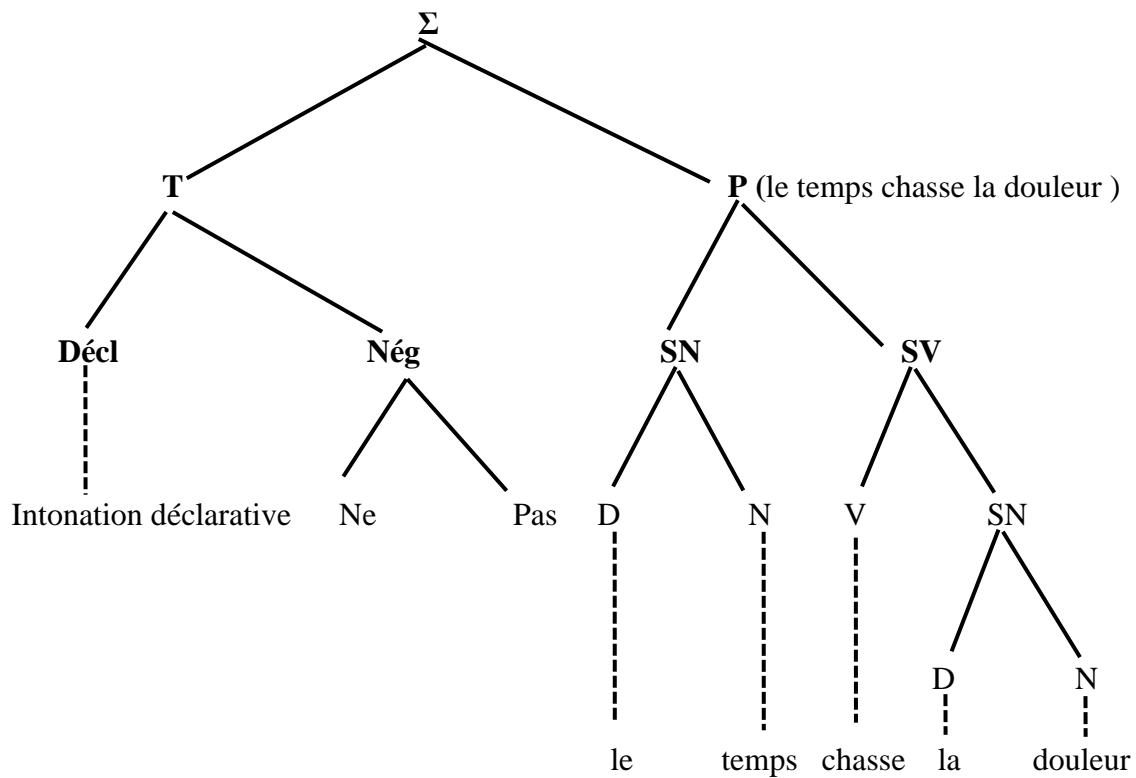 Σ
T P (le temps chasse la douleur )
Décl Nég SN SV
Intonation déclarative Ne Pas D N V SN
D N
le temps chasse la douleur